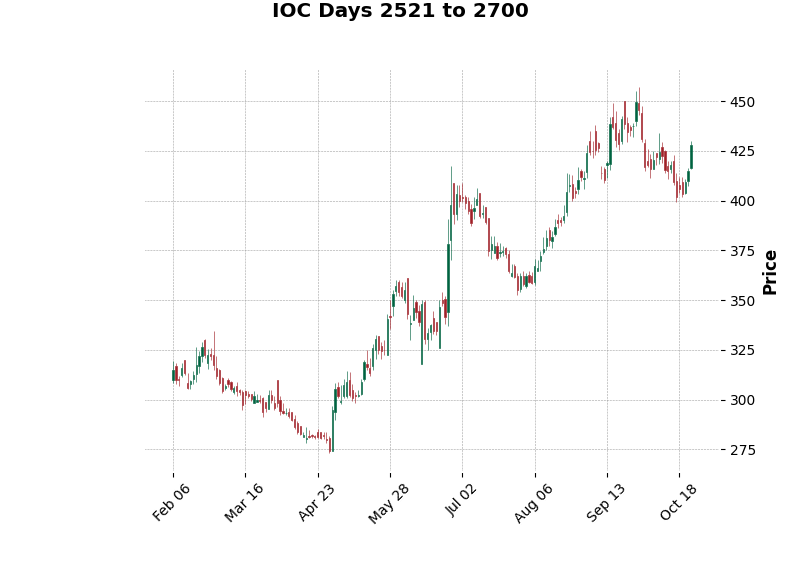 IOC Days 2521 to 2700
450
425
400
375
350
325
300
275
Price
Feb 06
Mar 16
Apr 23
May 28
Jul 02
Aug 06
Sep 13
Oct 18